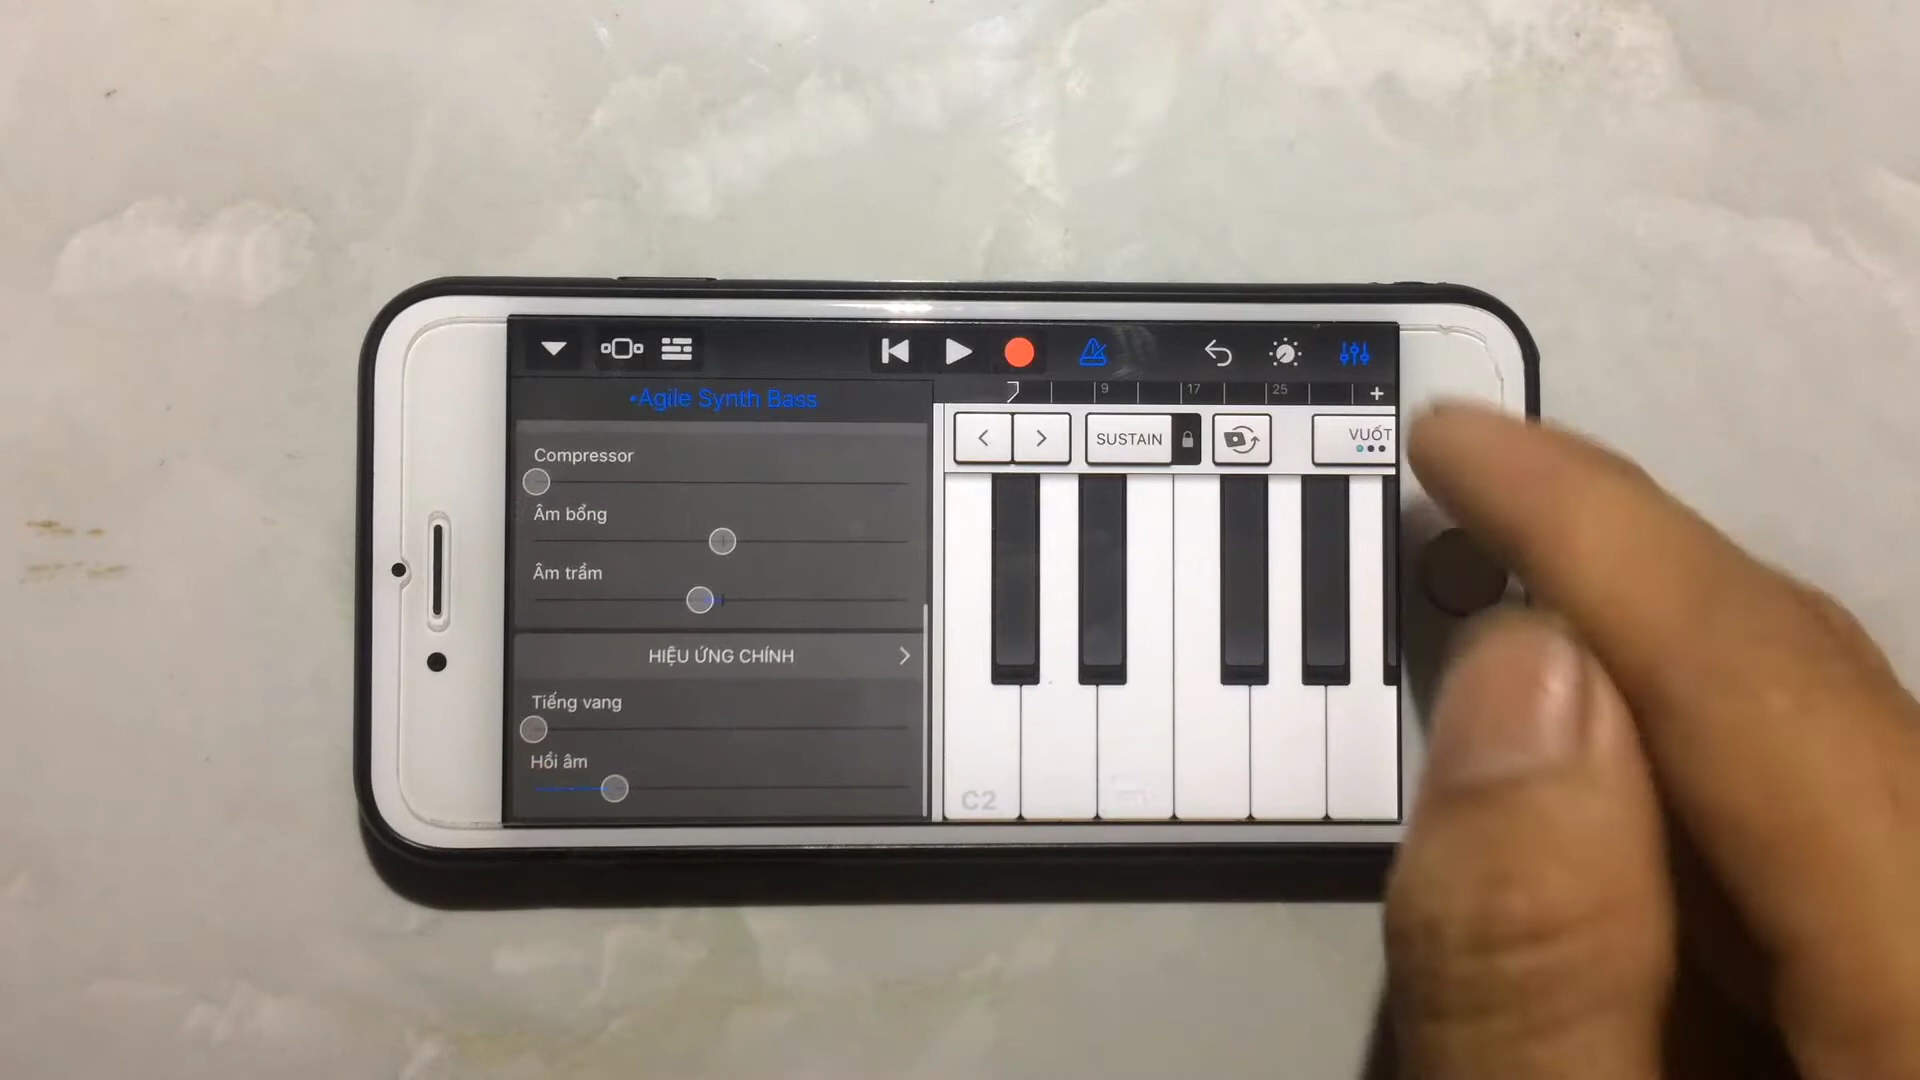 •Agile Synth Bass
9
17
25
+
Compressor
SUSTAIN
VUỐT
Âm bổng
Âm trầm
HIỆU ỨNG CHÍNH
Tiếng vang
Hồi âm
C2